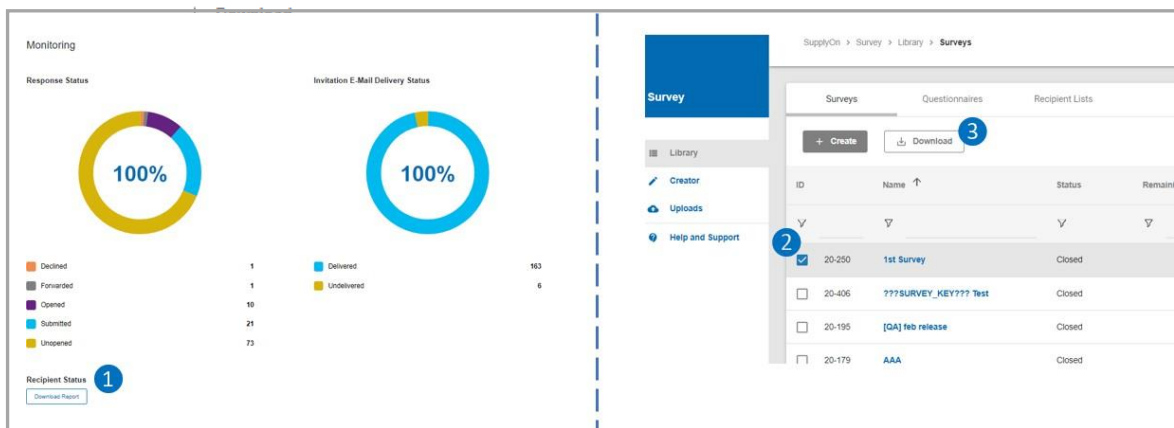 Monitoring
Response Status
100%
Declined 1
Forwarded 1
Opened 10
Submitted 21
Unopened 73
Recipient Status 1
Download Report
Invitation E-Mail Delivery Status
100%
Delivered 163
Undelivered 6
SupplyOn > Survey > Library > Surveys
Survey
Library
Creator
Uploads
Help and Support
Surveys Questionnaires Recipient Lists
+ Create Download 3
ID Name Status Remaini
2
20-250 1st Survey Closed
20-406 ???SURVEY_KEY??? Test Closed
20-195 [QA] feb release Closed
20-179 AAA Closed